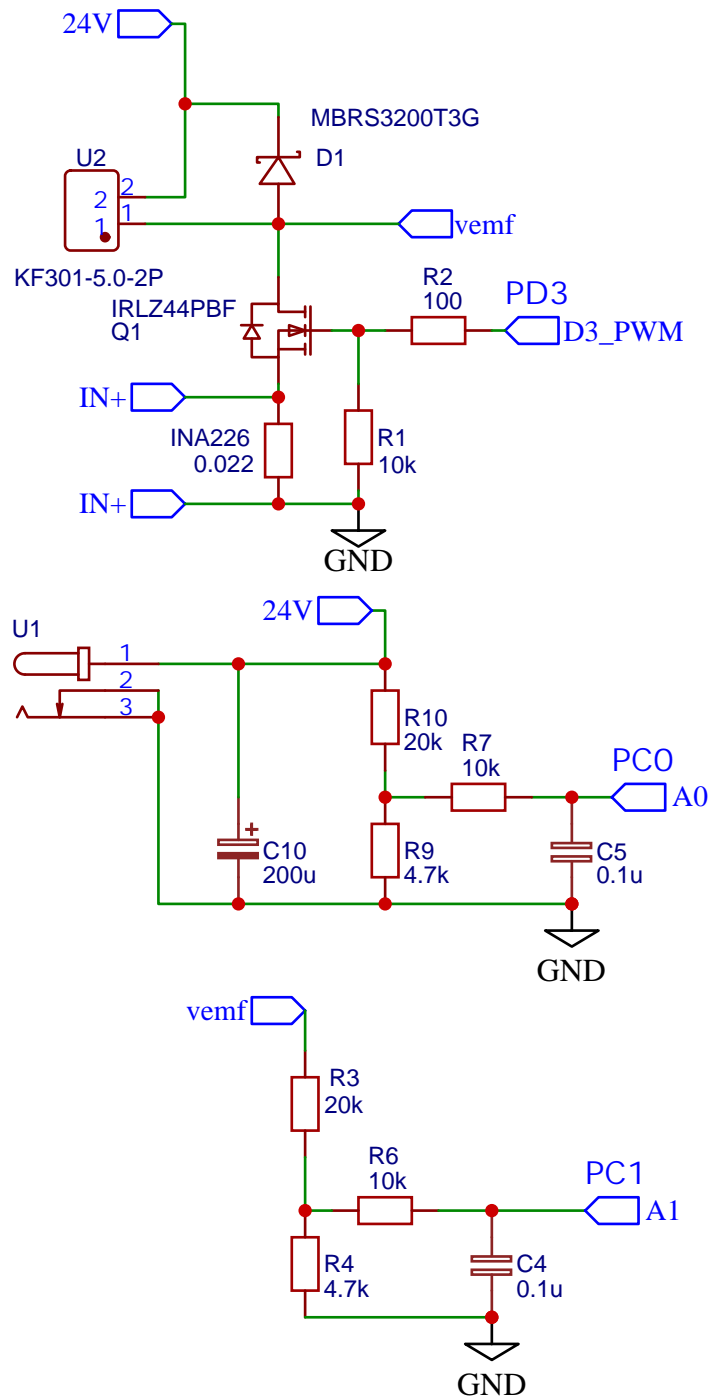 24V
MBRS3200T3G
D1
U2
2
2
1
1
vemf
KF301-5.0-2P
IRLZ44PBF
Q1
R2
100
PD3
D3_PWM
IN+
INA226
0.022
R1
10k
IN+
GND
24V
U1
1
2
3
R10
20k
R7
10k
PC0
A0
C10
200u
R9
4.7k
C5
0.1u
GND
vemf
R3
20k
R6
10k
PC1
A1
R4
4.7k
C4
0.1u
GND